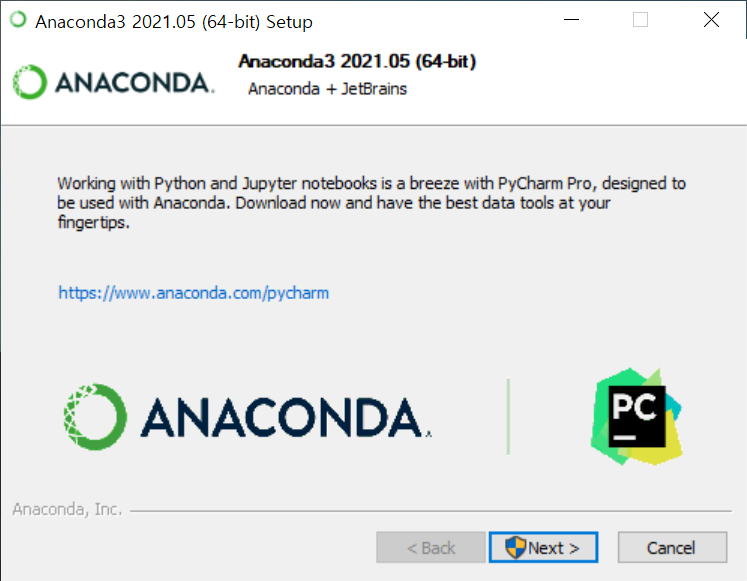 Anaconda3 2021.05 (64-bit) Setup
Anaconda3 2021.05 (64-bit)
ANACONDA.
Anaconda + JetBrains
Working with Python and Jupyter notebooks is a breeze with PyCharm Pro, designed to
be used with Anaconda. Download now and have the best data tools at your
fingertips.
https://www.anaconda.com/pycharm
ANACONDA.
PC
Anaconda, Inc.
< Back
Next >
Cancel